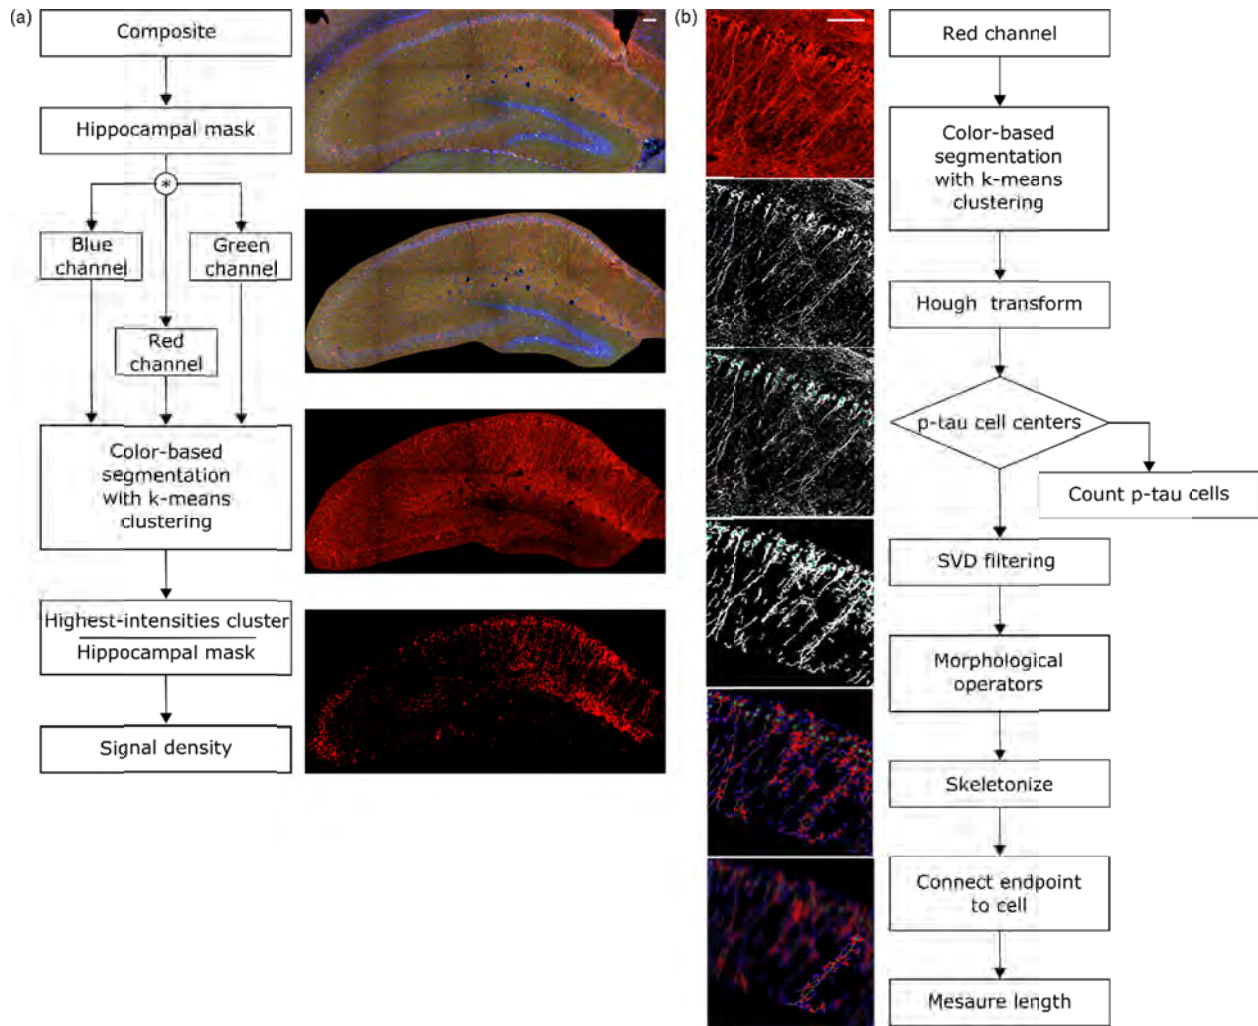 (a)
Composite
Hippocampal mask
*
Blue
channel
Green
channel
Red
channel
Color-based
segmentation
with k-means
clustering
Highest-intensities cluster
Hippocampal mask
Signal density
(b)
Red channel
Color-based
segmentation
with k-means
clustering
Hough transform
p-tau cell centers
Count p-tau cells
SVD filtering
Morphological
operators
Skeletonize
Connect endpoint
to cell
Mesaure length